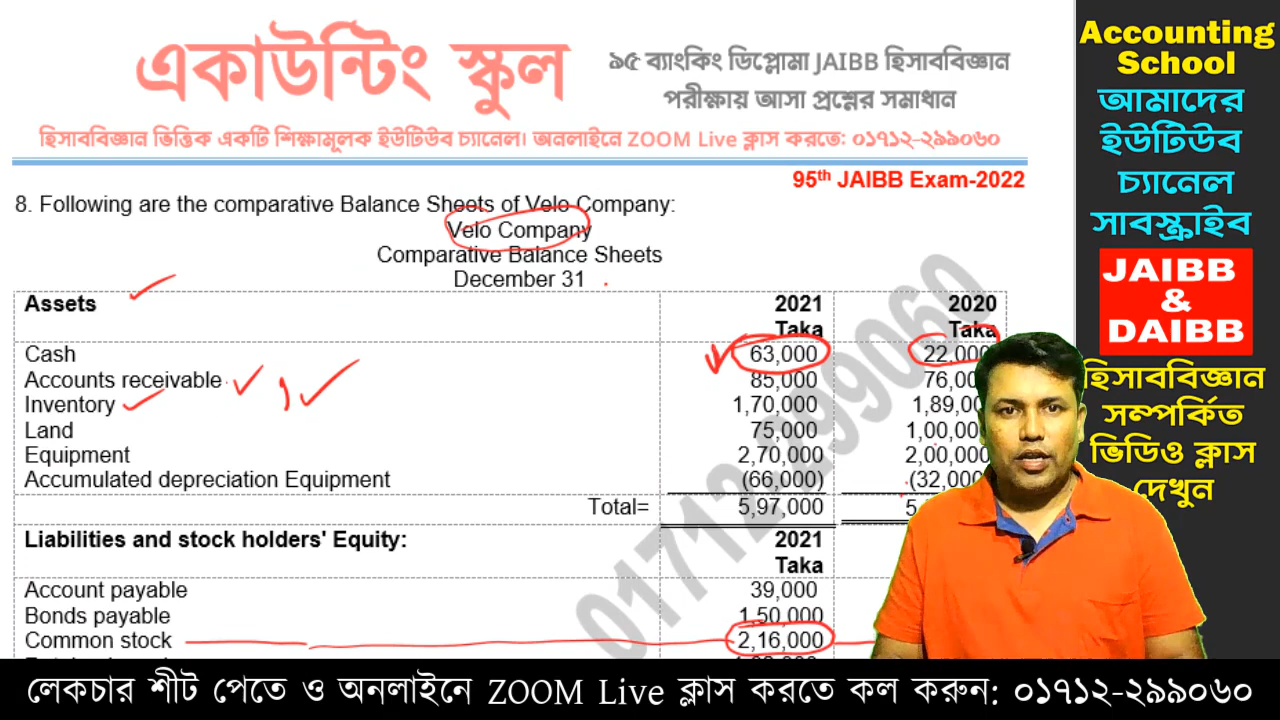 একাউন্টিং স্কুল
৯৫ ব্যাংকিং ডিপ্লোমা JAIBB হিসাববিজ্ঞান
পরীক্ষায় আসা প্রশ্নের সমাধান
হিসাববিজ্ঞান ভিত্তিক একটি শিক্ষামূলক ইউটিউব চ্যানেল। অনলাইনে ZOOM Live ক্লাস করতে: ০১৭১২-২৯৯০৬০
95th JAIBB Exam-2022
8. Following are the comparative Balance Sheets of Velo Company:
Velo Company
Comparative Balance Sheets
December 31
Assets 2021 2020
Taka Taka
Cash 63,000 22,000
Accounts receivable 85,000
Inventory 1,70,000
Land 75,000
Equipment 2,70,000
Accumulated depreciation Equipment (66,000)
Total= 5,97,000
Liabilities and stock holders' Equity: 2021
Taka
Account payable 39,000
Bonds payable 1,50,000
Common stock 2,16,000
01712-299060
Accounting
School
আমাদের
ইউটিউব
চ্যানেল
সাবস্ক্রাইব
JAIBB
&
DAIBB
হিসাববিজ্ঞান
সম্পর্কিত
ভিডিও ক্লাস
দেখুন
লেকচার শীট পেতে ও অনলাইনে ZOOM Live ক্লাস করতে কল করুন: ০১৭১২-২৯৯০৬০